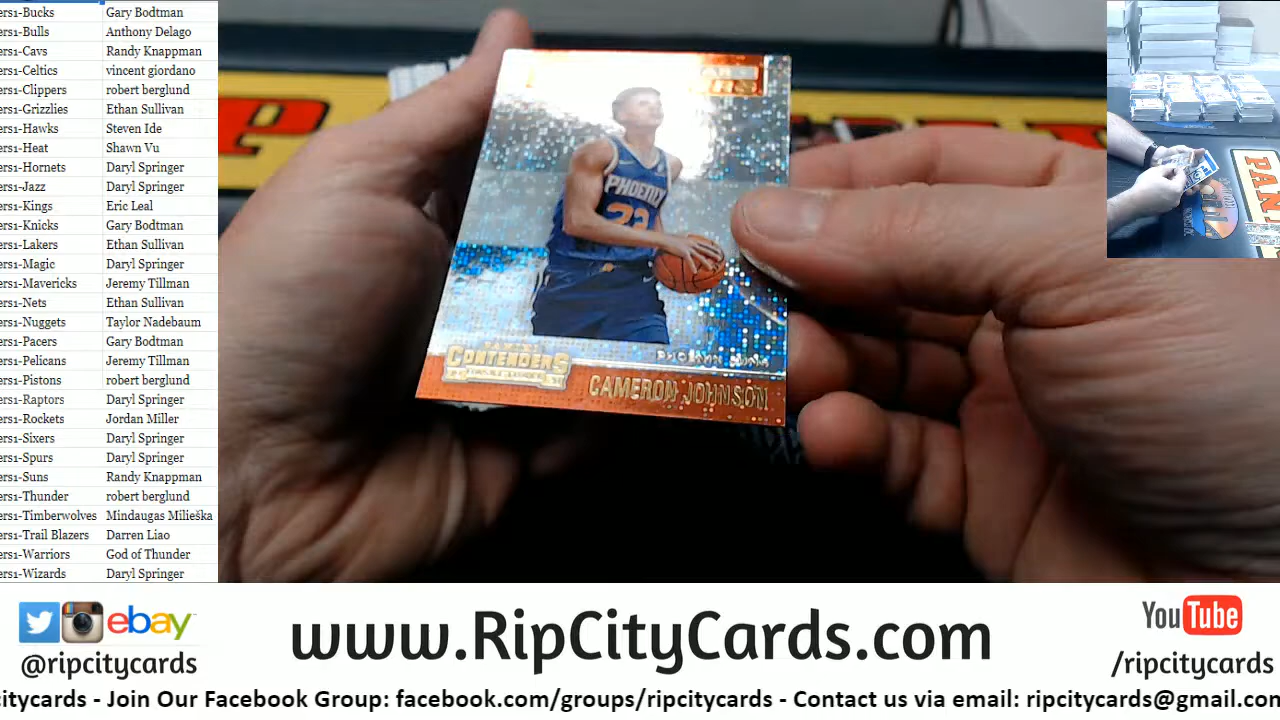 ers1-Bucks Gary Bodtman
ers1-Bulls Anthony Delago
ers1-Cavs Randy Knappman
ers1-Celtics vincent giordano
ers1-Clippers robert berglund
ers1-Grizzlies Ethan Sullivan
ers1-Hawks Steven Ide
ers1-Heat Shawn Vu
ers1-Hornets Daryl Springer
ers1-Jazz Daryl Springer
ers1-Kings Eric Leal
ers1-Knicks Gary Bodtman
ers1-Lakers Ethan Sullivan
ers1-Magic Daryl Springer
ers1-Mavericks Jeremy Tillman
ers1-Nets Ethan Sullivan
ers1-Nuggets Taylor Nadebaum
ers1-Pacers Gary Bodtman
ers1-Pelicans Jeremy Tillman
ers1-Pistons robert berglund
ers1-Raptors Daryl Springer
ers1-Rockets Jordan Miller
ers1-Sixers Daryl Springer
ers1-Spurs Daryl Springer
ers1-Suns Randy Knappman
ers1-Thunder robert berglund
ers1-Timberwolves Mindaugas Milieška
ers1-Trail Blazers Darren Liao
ers1-Warriors God of Thunder
ers1-Wizards Daryl Springer
PHOENIX
23
CONTENDERS
PHOENIX SUNS
CAMERON JOHNSON
ebay
@ripcitycards
www.RipCityCards.com
YouTube
/ripcitycards
citycards - Join Our Facebook Group: facebook.com/groups/ripcitycards - Contact us via email: ripcitycards@gmail.com